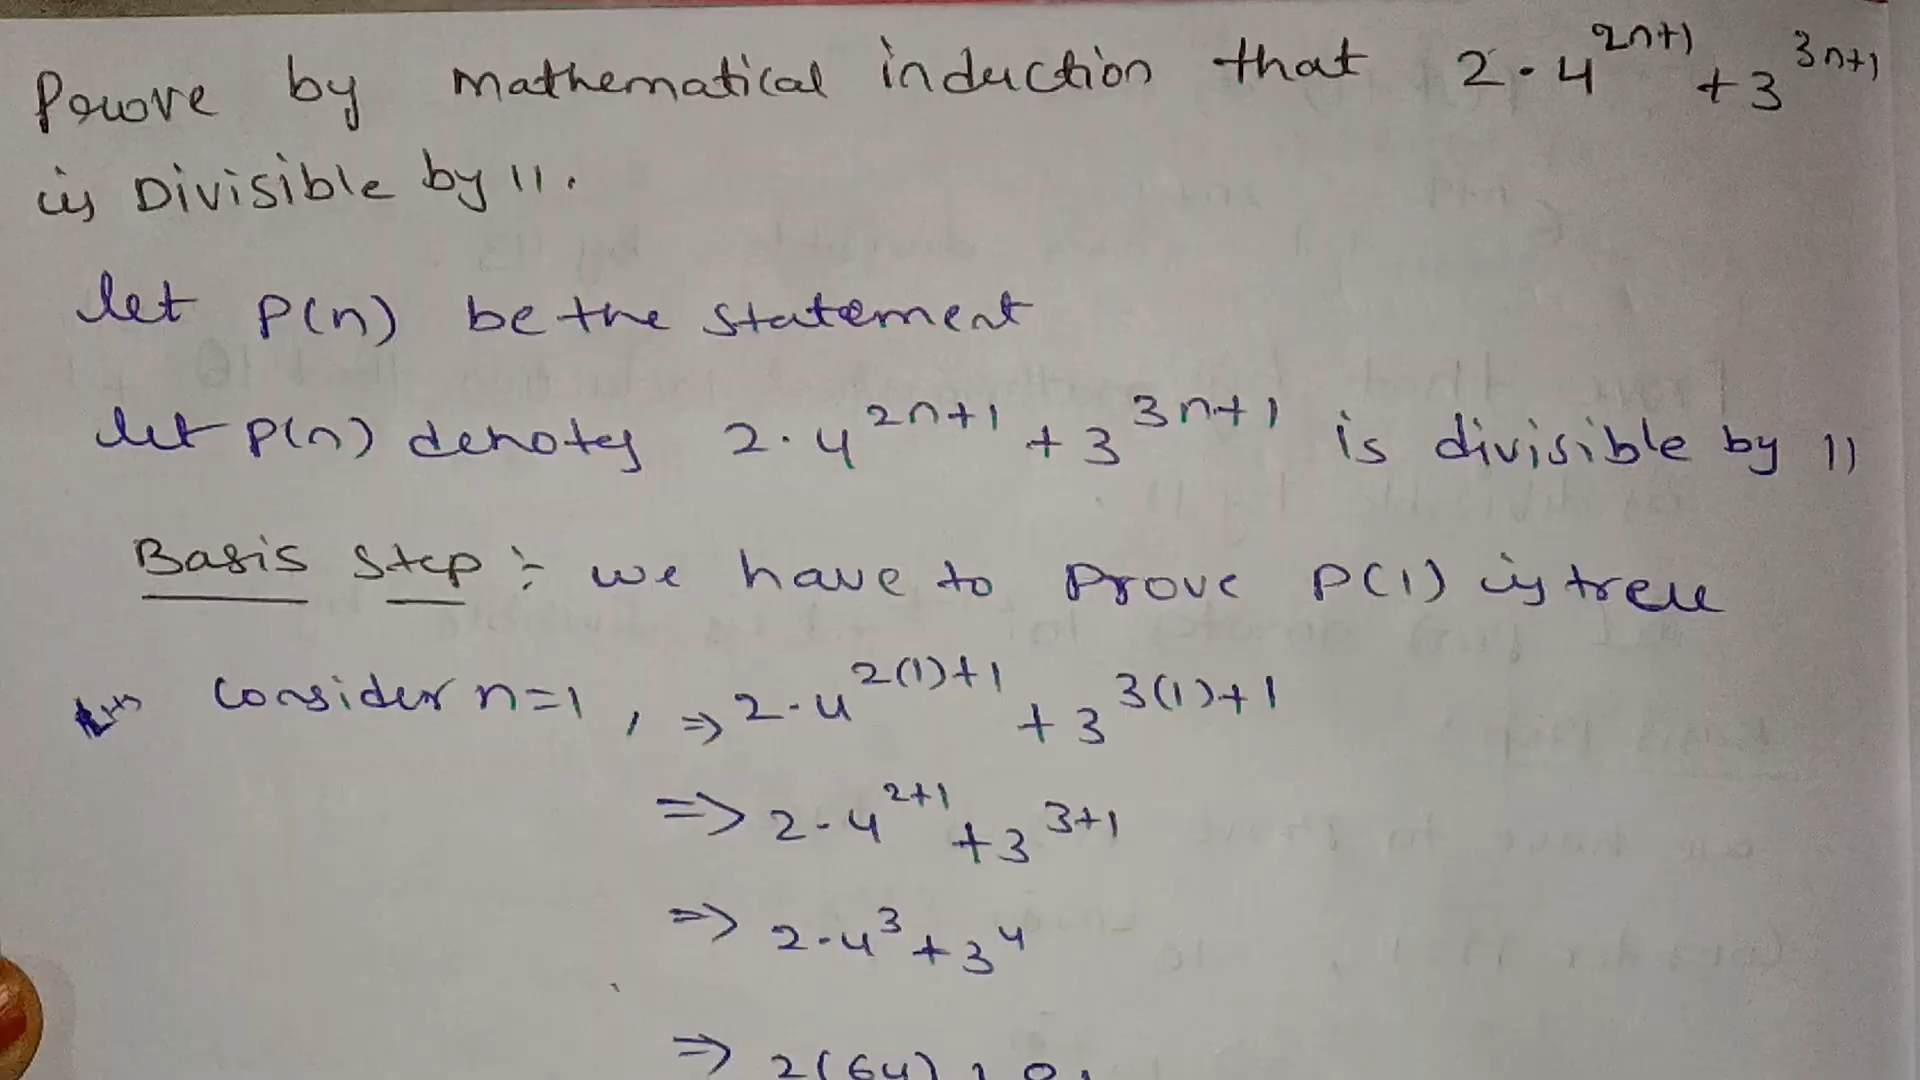 Prove by mathematical induction that 2·4^{2n+1} + 3^{3n+1}
is Divisible by 11.
let P(n) be the statement
let P(n) denotes 2·4^{2n+1} + 3^{3n+1} is divisible by 11
Basis step :- we have to prove P(1) is true
consider n=1, => 2·4^{2(1)+1} + 3^{3(1)+1}
=> 2·4^{2+1} + 3^{3+1}
=> 2·4^3 + 3^4
=> 2(64)